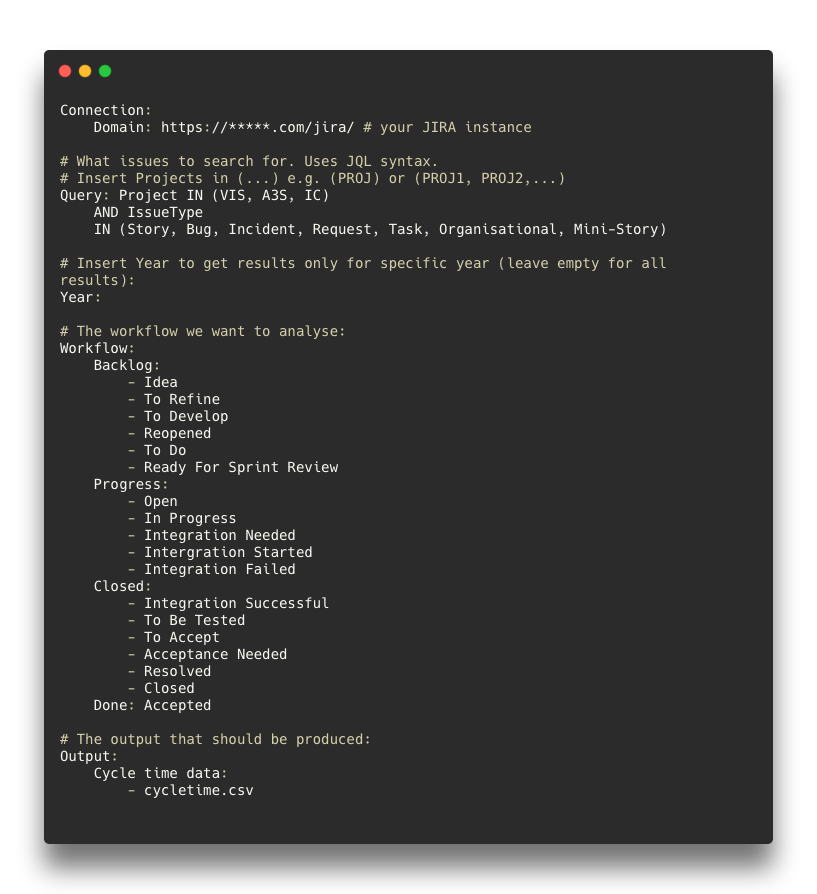 Connection:
    Domain: https://*****.com/jira/ # your JIRA instance

# What issues to search for. Uses JQL syntax.
# Insert Projects in (...) e.g. (PROJ) or (PROJ1, PROJ2,...)
Query: Project IN (VIS, A3S, IC)
    AND IssueType
    IN (Story, Bug, Incident, Request, Task, Organisational, Mini-Story)

# Insert Year to get results only for specific year (leave empty for all
results):
Year:

# The workflow we want to analyse:
Workflow:
    Backlog:
        - Idea
        - To Refine
        - To Develop
        - Reopened
        - To Do
        - Ready For Sprint Review
    Progress:
        - Open
        - In Progress
        - Integration Needed
        - Intergration Started
        - Integration Failed
    Closed:
        - Integration Successful
        - To Be Tested
        - To Accept
        - Acceptance Needed
        - Resolved
        - Closed
    Done: Accepted

# The output that should be produced:
Output:
    Cycle time data:
        - cycletime.csv